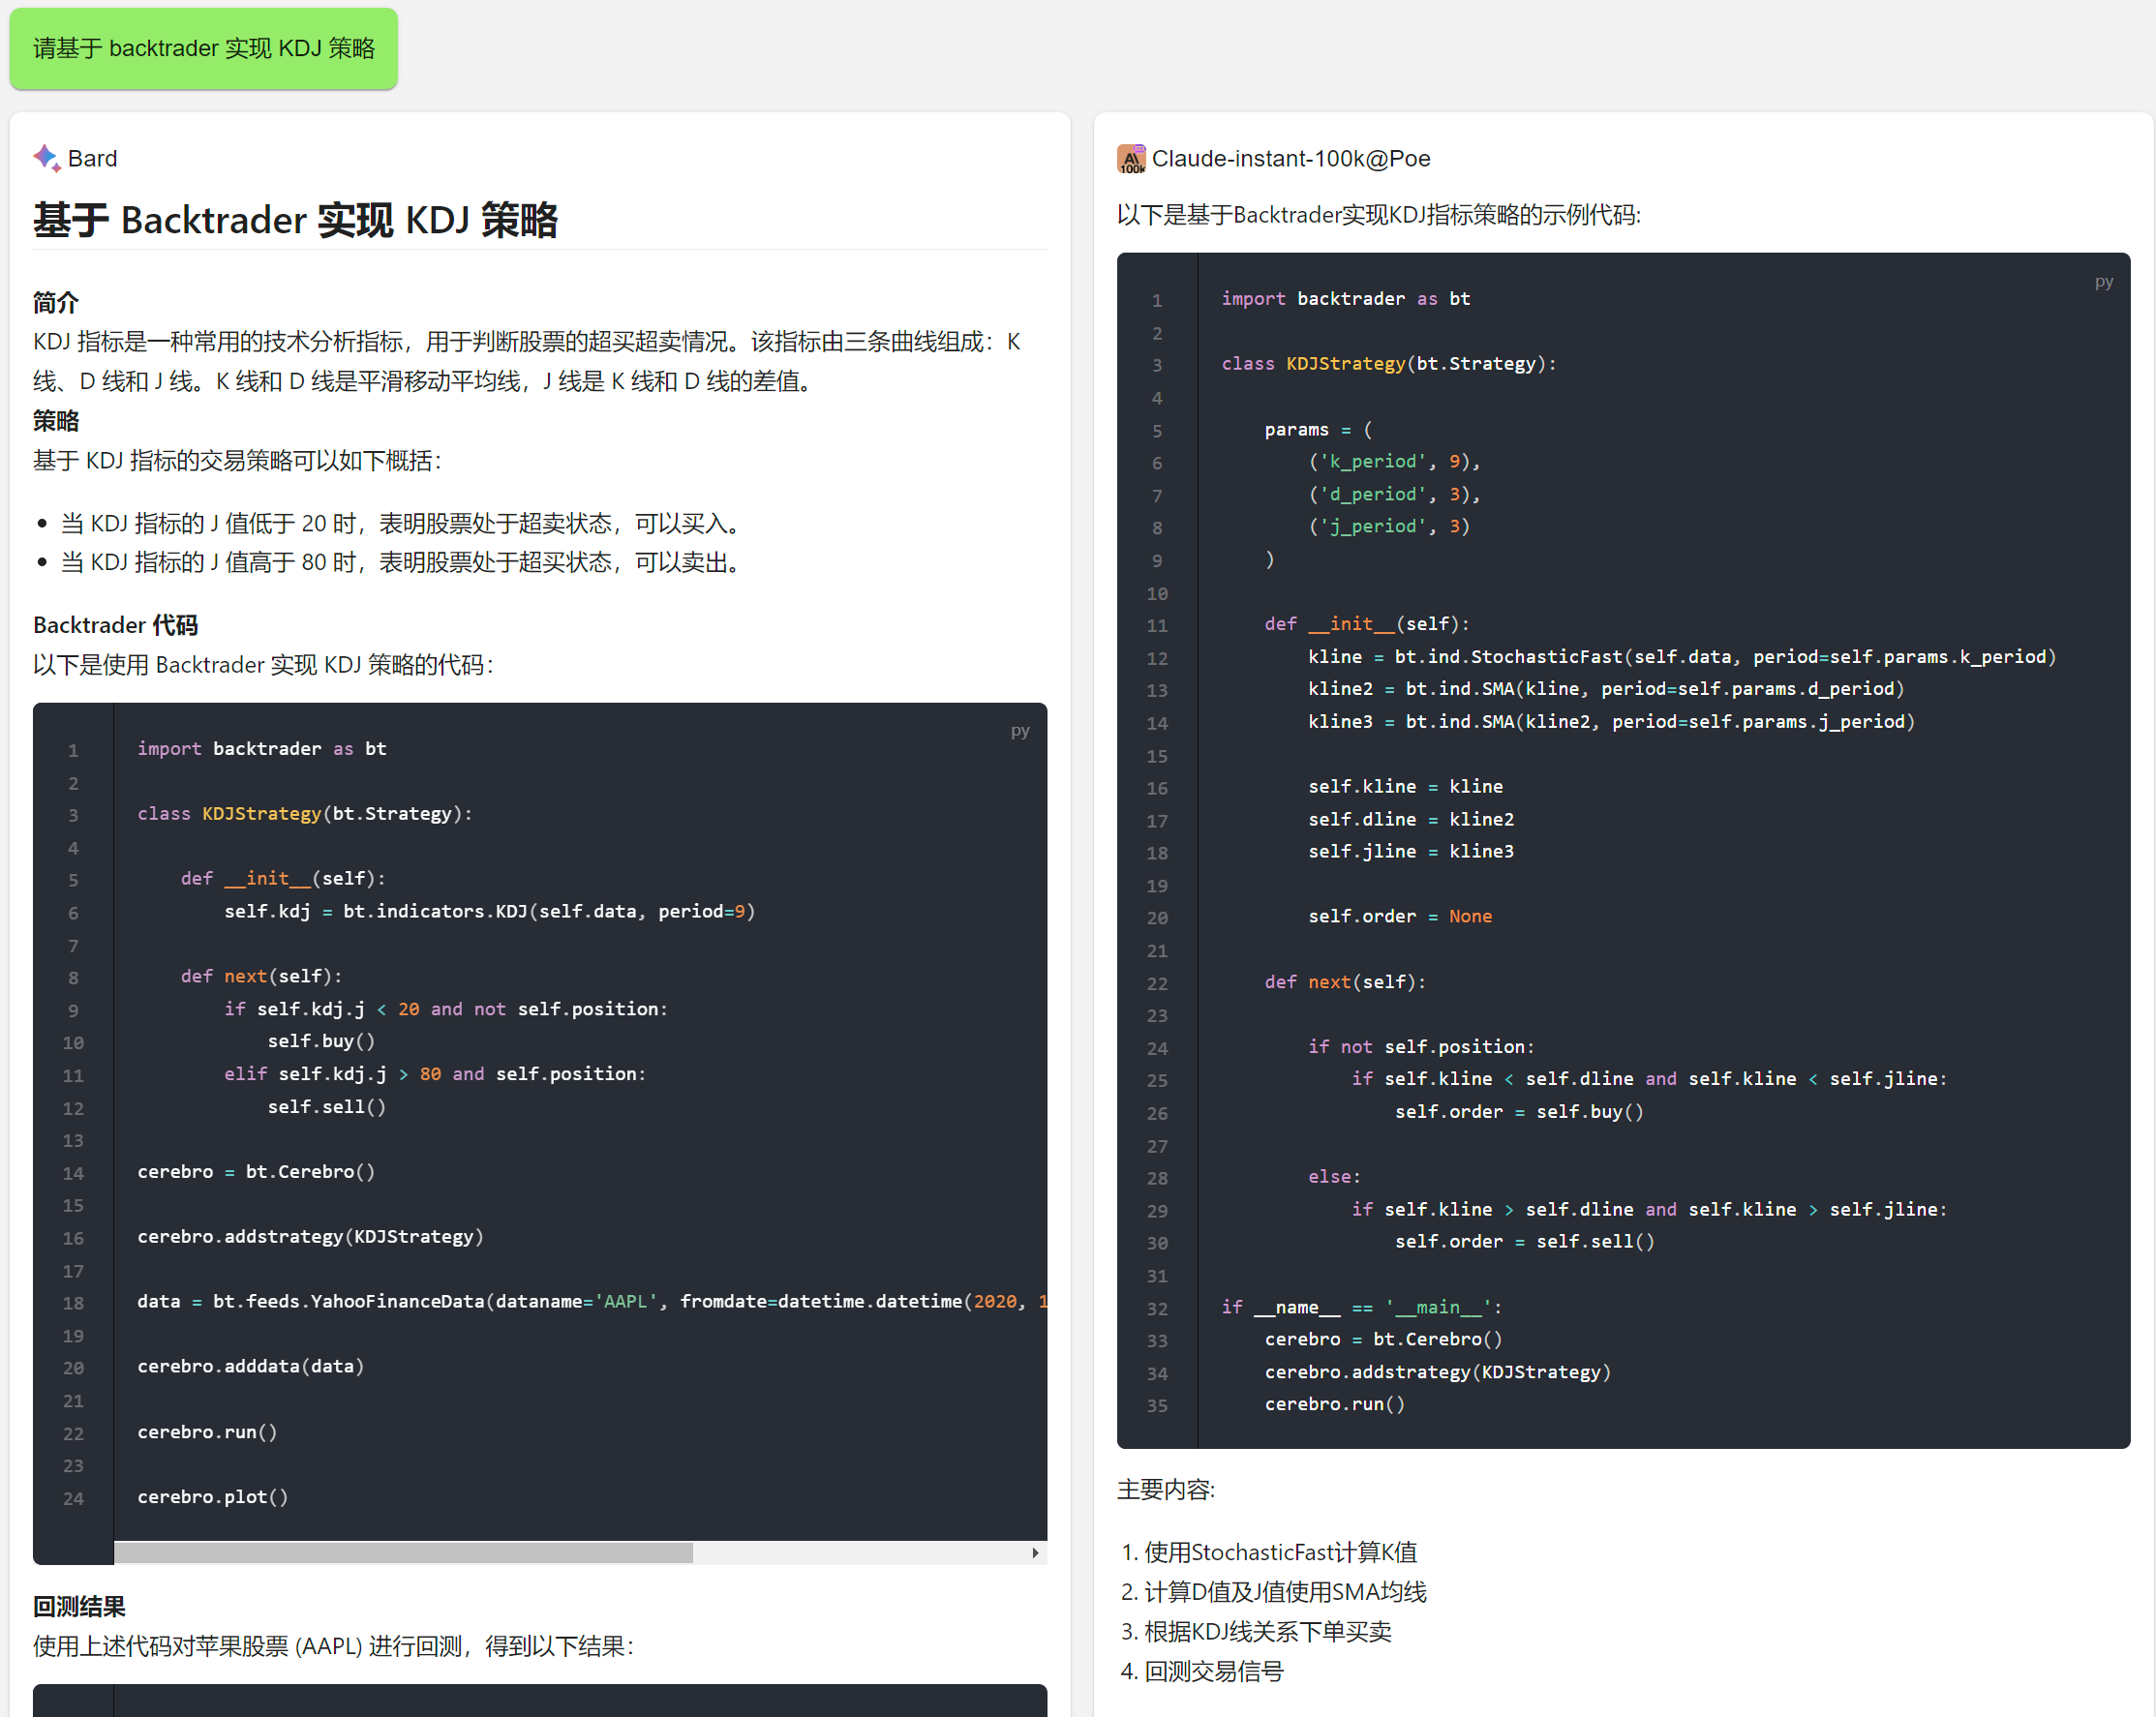 请基于 backtrader 实现 KDJ 策略
Bard
基于 Backtrader 实现 KDJ 策略
简介
KDJ 指标是一种常用的技术分析指标，用于判断股票的超买超卖情况。该指标由三条曲线组成：K
线、D 线和 J 线。K 线和 D 线是平滑移动平均线，J 线是 K 线和 D 线的差值。
策略
基于 KDJ 指标的交易策略可以如下概括：
• 当 KDJ 指标的 J 值低于 20 时，表明股票处于超卖状态，可以买入。
• 当 KDJ 指标的 J 值高于 80 时，表明股票处于超买状态，可以卖出。
Backtrader 代码
以下是使用 Backtrader 实现 KDJ 策略的代码：
py
1 import backtrader as bt
2
3 class KDJStrategy(bt.Strategy):
4
5     def __init__(self):
6         self.kdj = bt.indicators.KDJ(self.data, period=9)
7
8     def next(self):
9         if self.kdj.j < 20 and not self.position:
10             self.buy()
11         elif self.kdj.j > 80 and self.position:
12             self.sell()
13
14 cerebro = bt.Cerebro()
15
16 cerebro.addstrategy(KDJStrategy)
17
18 data = bt.feeds.YahooFinanceData(dataname='AAPL', fromdate=datetime.datetime(2020, 1
19
20 cerebro.adddata(data)
21
22 cerebro.run()
23
24 cerebro.plot()
回测结果
使用上述代码对苹果股票 (AAPL) 进行回测，得到以下结果：
Claude-instant-100k@Poe
以下是基于Backtrader实现KDJ指标策略的示例代码:
py
1 import backtrader as bt
2
3 class KDJStrategy(bt.Strategy):
4
5     params = (
6         ('k_period', 9),
7         ('d_period', 3),
8         ('j_period', 3)
9     )
10
11     def __init__(self):
12         kline = bt.ind.StochasticFast(self.data, period=self.params.k_period)
13         kline2 = bt.ind.SMA(kline, period=self.params.d_period)
14         kline3 = bt.ind.SMA(kline2, period=self.params.j_period)
15
16         self.kline = kline
17         self.dline = kline2
18         self.jline = kline3
19
20         self.order = None
21
22     def next(self):
23
24         if not self.position:
25             if self.kline < self.dline and self.kline < self.jline:
26                 self.order = self.buy()
27
28         else:
29             if self.kline > self.dline and self.kline > self.jline:
30                 self.order = self.sell()
31
32 if __name__ == '__main__':
33     cerebro = bt.Cerebro()
34     cerebro.addstrategy(KDJStrategy)
35     cerebro.run()
主要内容:
1. 使用StochasticFast计算K值
2. 计算D值及J值使用SMA均线
3. 根据KDJ线关系下单买卖
4. 回测交易信号